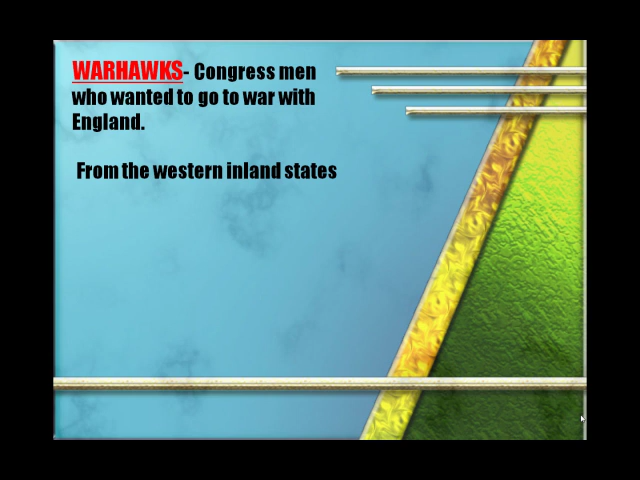 WARHAWKS- Congress men
who wanted to go to war with
England.
From the western inland states